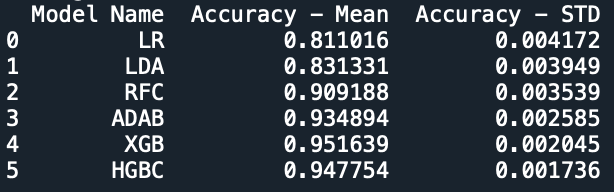 Model Name Accuracy - Mean Accuracy - STD
0 LR 0.811016 0.004172
1 LDA 0.831331 0.003949
2 RFC 0.909188 0.003539
3 ADAB 0.934894 0.002585
4 XGB 0.951639 0.002045
5 HGBC 0.947754 0.001736